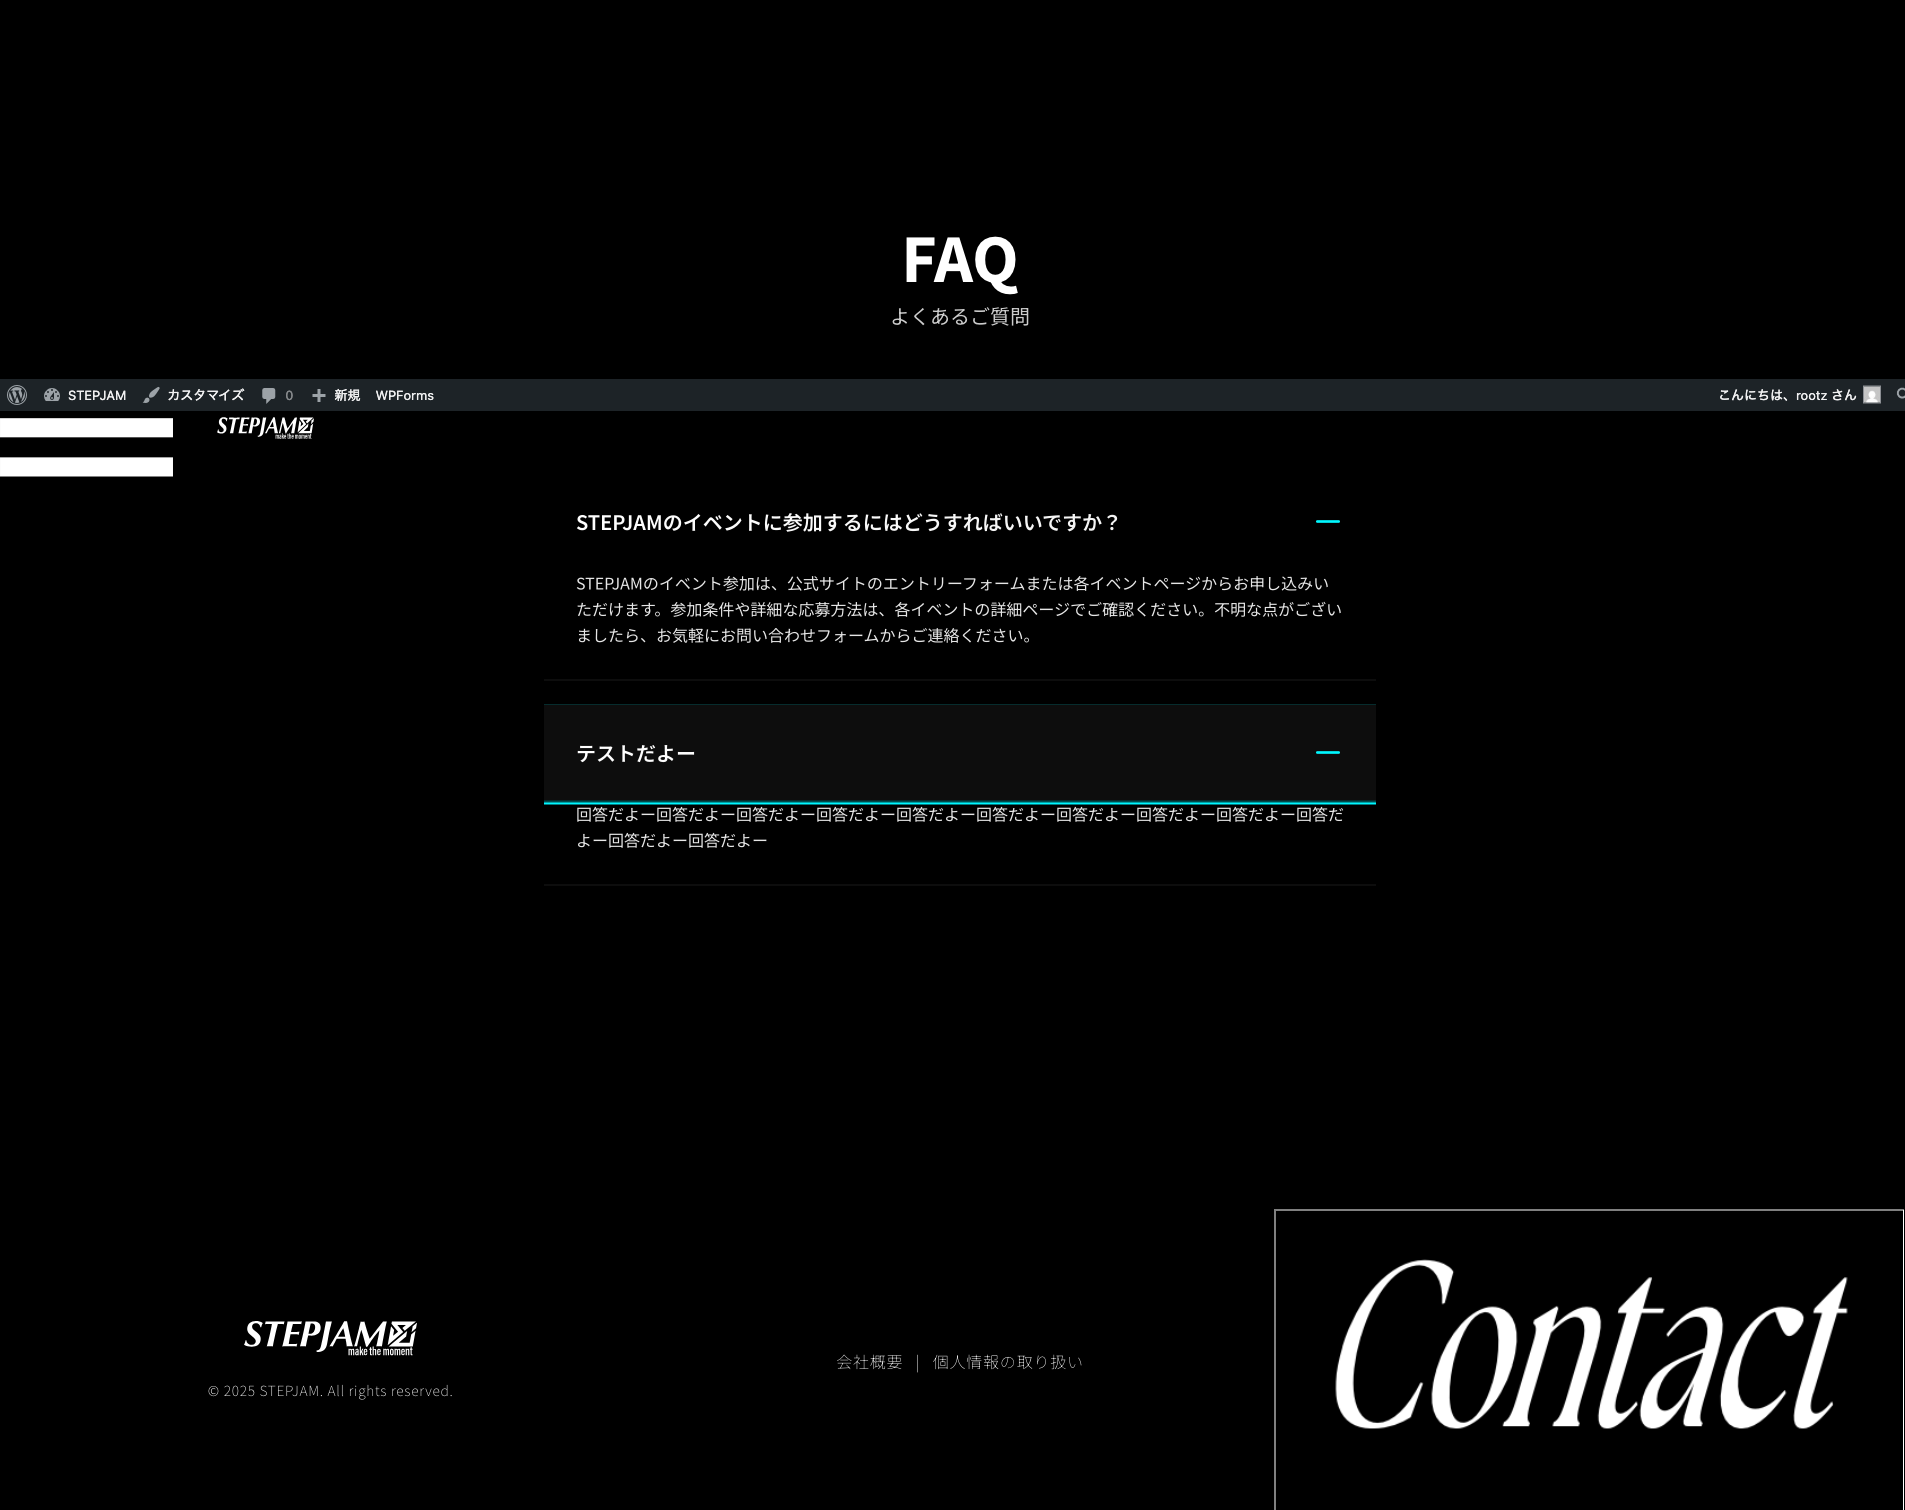 FAQ
よくあるご質問
STEPJAM カスタマイズ 0 新規 WPForms こんにちは、rootz さん
STEPJAM
make the moment
STEPJAMのイベントに参加するにはどうすればいいですか？
STEPJAMのイベント参加は、公式サイトのエントリーフォームまたは各イベントページからお申し込みい
ただけます。参加条件や詳細な応募方法は、各イベントの詳細ページでご確認ください。不明な点がござい
ましたら、お気軽にお問い合わせフォームからご連絡ください。
テストだよー
回答だよー回答だよー回答だよー回答だよー回答だよー回答だよー回答だよー回答だよー回答だよー回答だ
よー回答だよー回答だよー
STEPJAM
make the moment
© 2025 STEPJAM. All rights reserved.
会社概要 | 個人情報の取り扱い
Contact